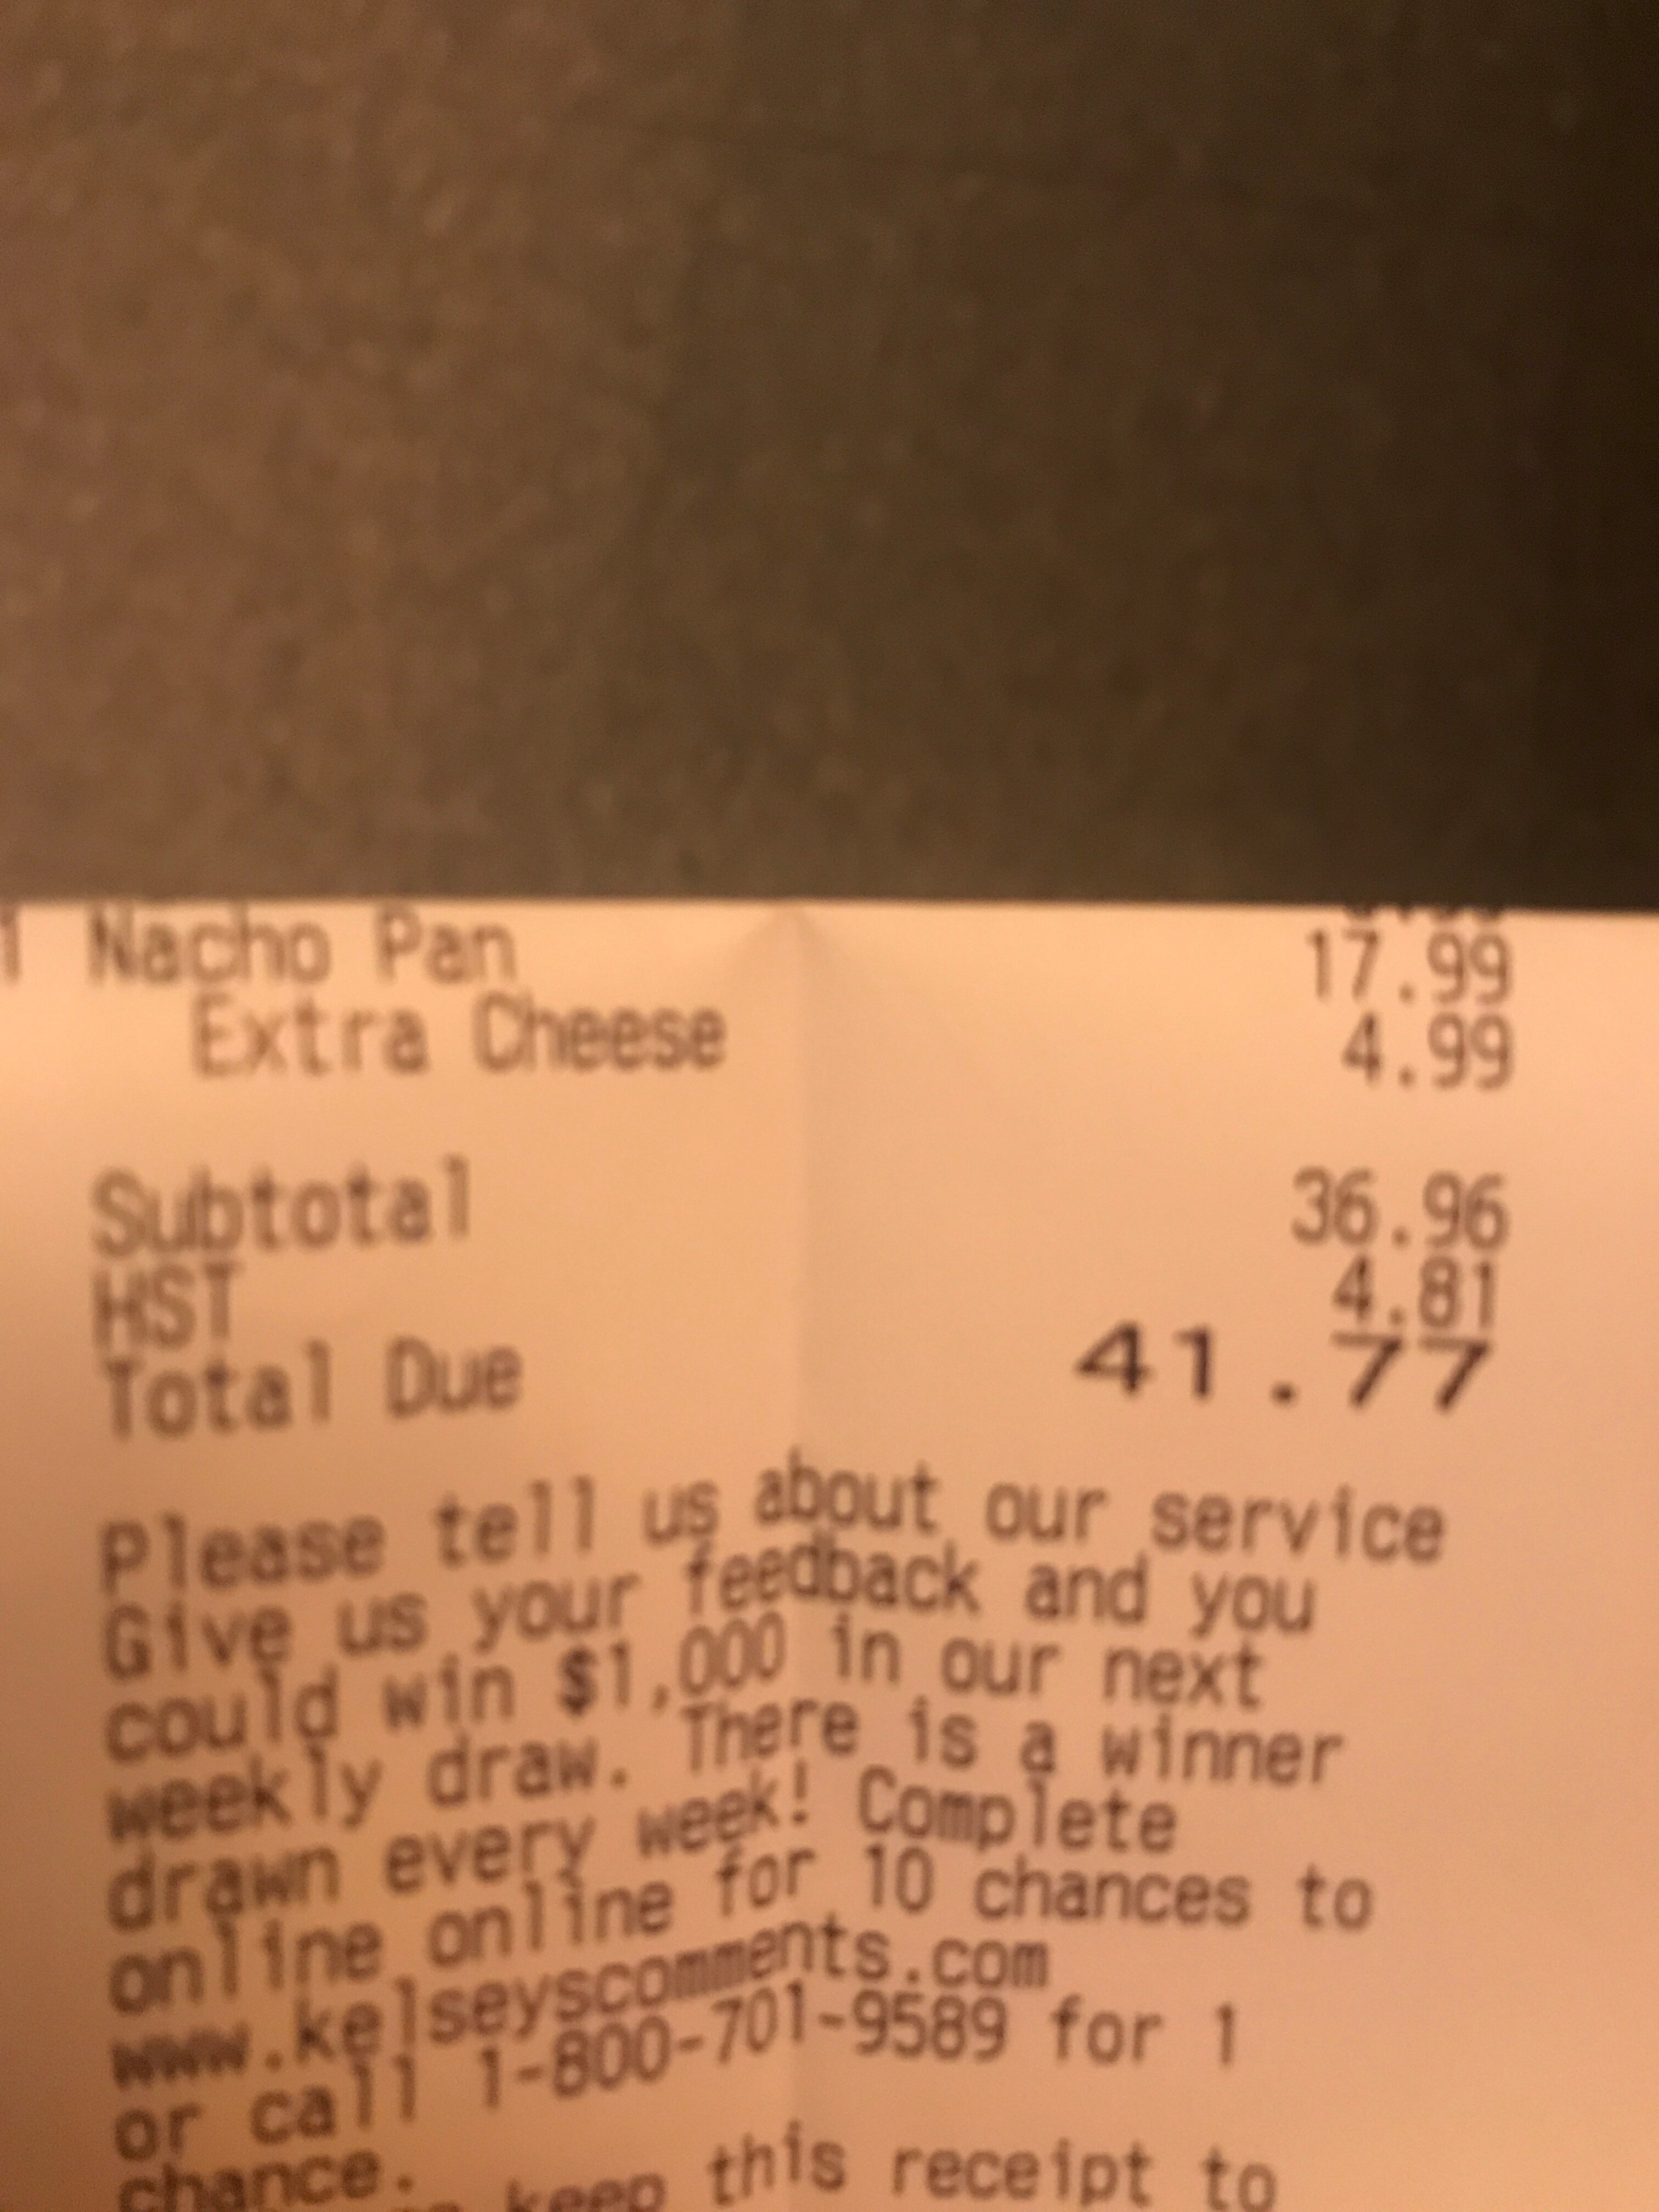 1 Nacho Pan 17.99
Extra Cheese 4.99
Subtotal 36.96
HST 4.81
Total Due 41.77
Please tell us about our service
Give us your feedback and you
could win $1,000 in our next
weekly draw. There is a winner
drawn every week! Complete
online online for 10 chances to
www.kelseyscomments.com
or call 1-800-701-9589 for 1
chance.
keep this receipt to